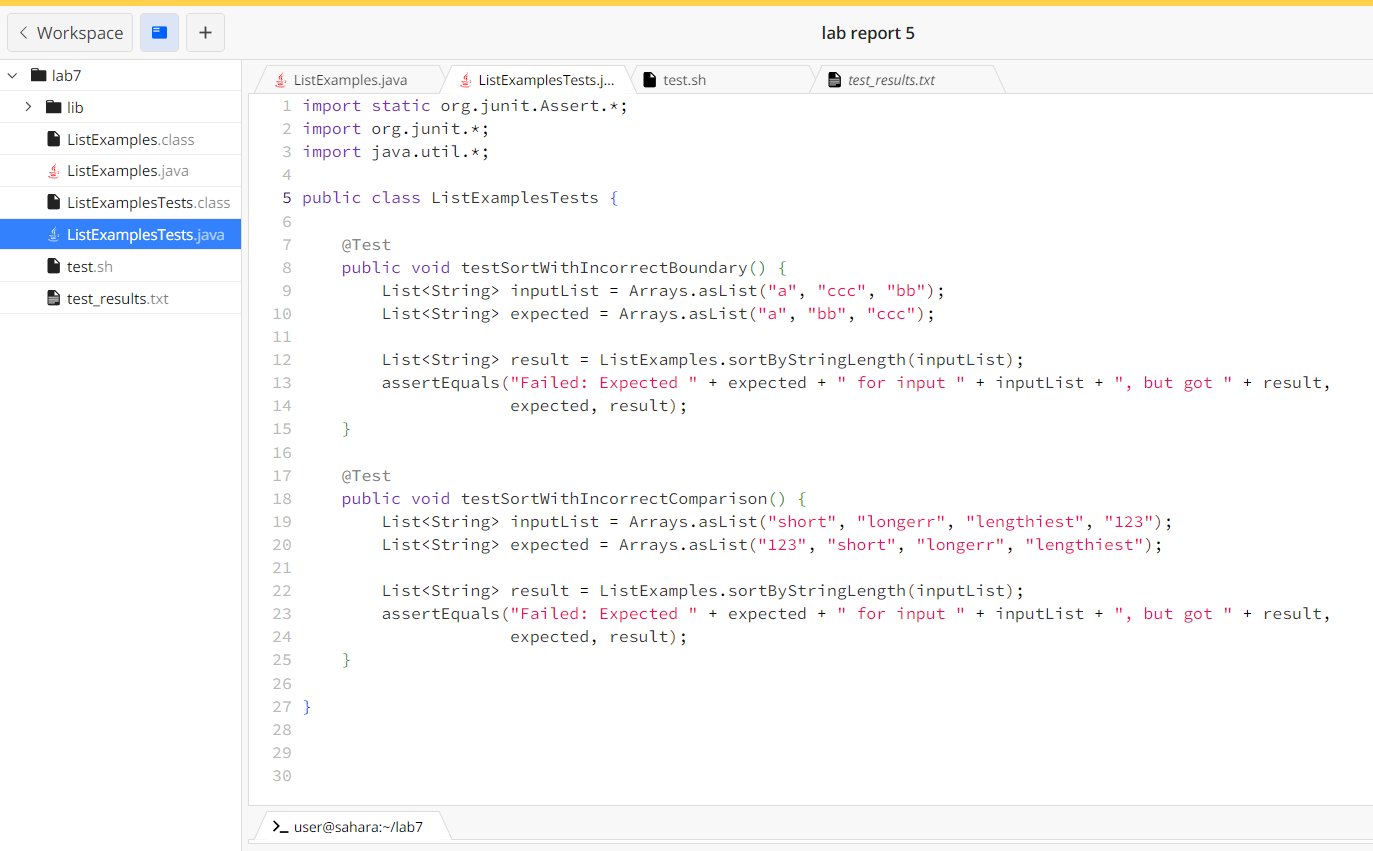 Workspace
+
lab report 5
lab7
lib
ListExamples.class
ListExamples.java
ListExamplesTests.class
ListExamplesTests.java
test.sh
test_results.txt
ListExamples.java
ListExamplesTests.j...
test.sh
test_results.txt
1 import static org.junit.Assert.*;
2 import org.junit.*;
3 import java.util.*;
4
5 public class ListExamplesTests {
6
7     @Test
8     public void testSortWithIncorrectBoundary() {
9         List<String> inputList = Arrays.asList("a", "ccc", "bb");
10         List<String> expected = Arrays.asList("a", "bb", "ccc");
11
12         List<String> result = ListExamples.sortByStringLength(inputList);
13         assertEquals("Failed: Expected " + expected + " for input " + inputList + ", but got " + result,
14                      expected, result);
15     }
16
17     @Test
18     public void testSortWithIncorrectComparison() {
19         List<String> inputList = Arrays.asList("short", "longerr", "lengthiest", "123");
20         List<String> expected = Arrays.asList("123", "short", "longerr", "lengthiest");
21
22         List<String> result = ListExamples.sortByStringLength(inputList);
23         assertEquals("Failed: Expected " + expected + " for input " + inputList + ", but got " + result,
24                      expected, result);
25     }
26
27 }
28
29
30
user@sahara:~/lab7